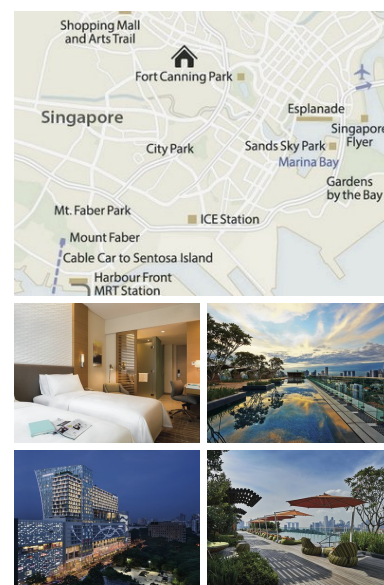 Shopping Mall
and Arts Trail
Fort Canning Park
Esplanade
Singapore
Singapore
Flyer
City Park
Sands Sky Park
Marina Bay
Gardens
by the Bay
Mt. Faber Park
ICE Station
Mount Faber
Cable Car to Sentosa Island
Harbour Front
MRT Station